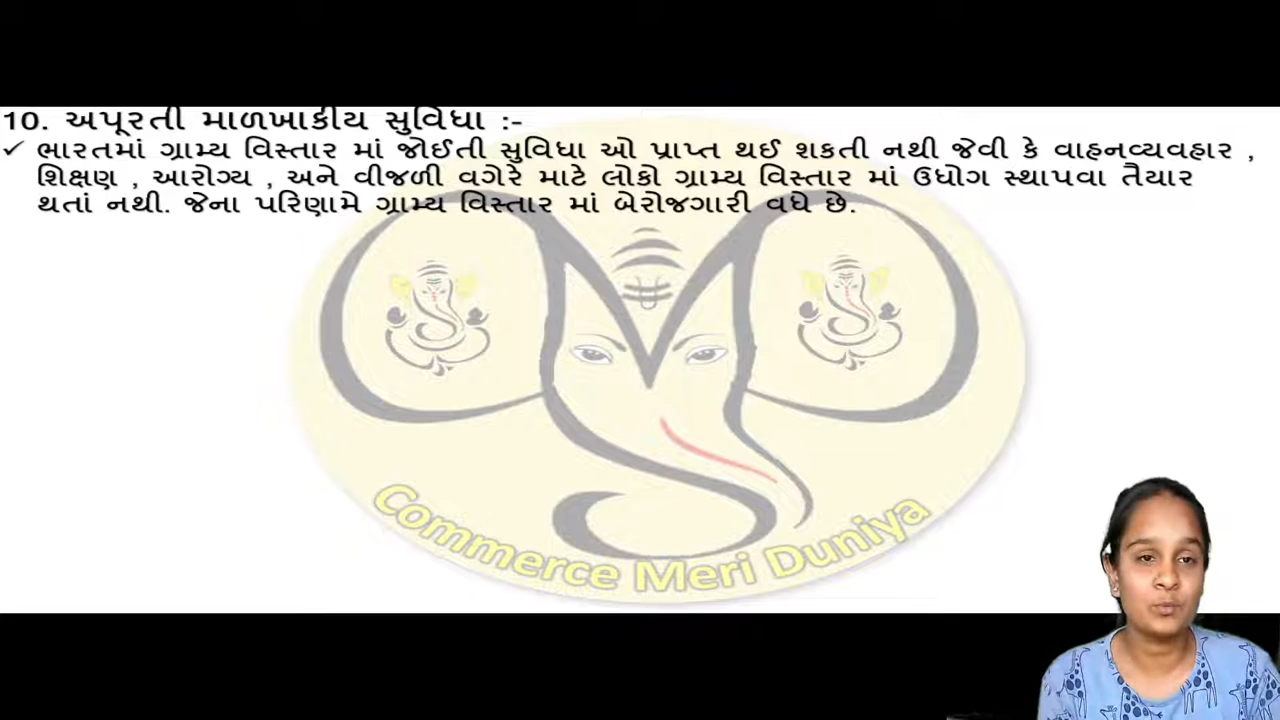 10. અપૂરતી માળખાકીય સુવિધા :-
✓ ભારતમાં ગ્રામ્ય વિસ્તાર માં જોઈતી સુવિધા ઓ પ્રાપ્ત થઈ શકતી નથી જેવી કે વાહનવ્યવહાર ,
શિક્ષણ , આરોગ્ય , અને વીજળી વગેરે માટે લોકો ગ્રામ્ય વિસ્તાર માં ઉધોગ સ્થાપવા તૈયાર
થતાં નથી. જેના પરિણામે ગ્રામ્ય વિસ્તાર માં બેરોજગારી વધે છે.
Commerce Meri Duniya